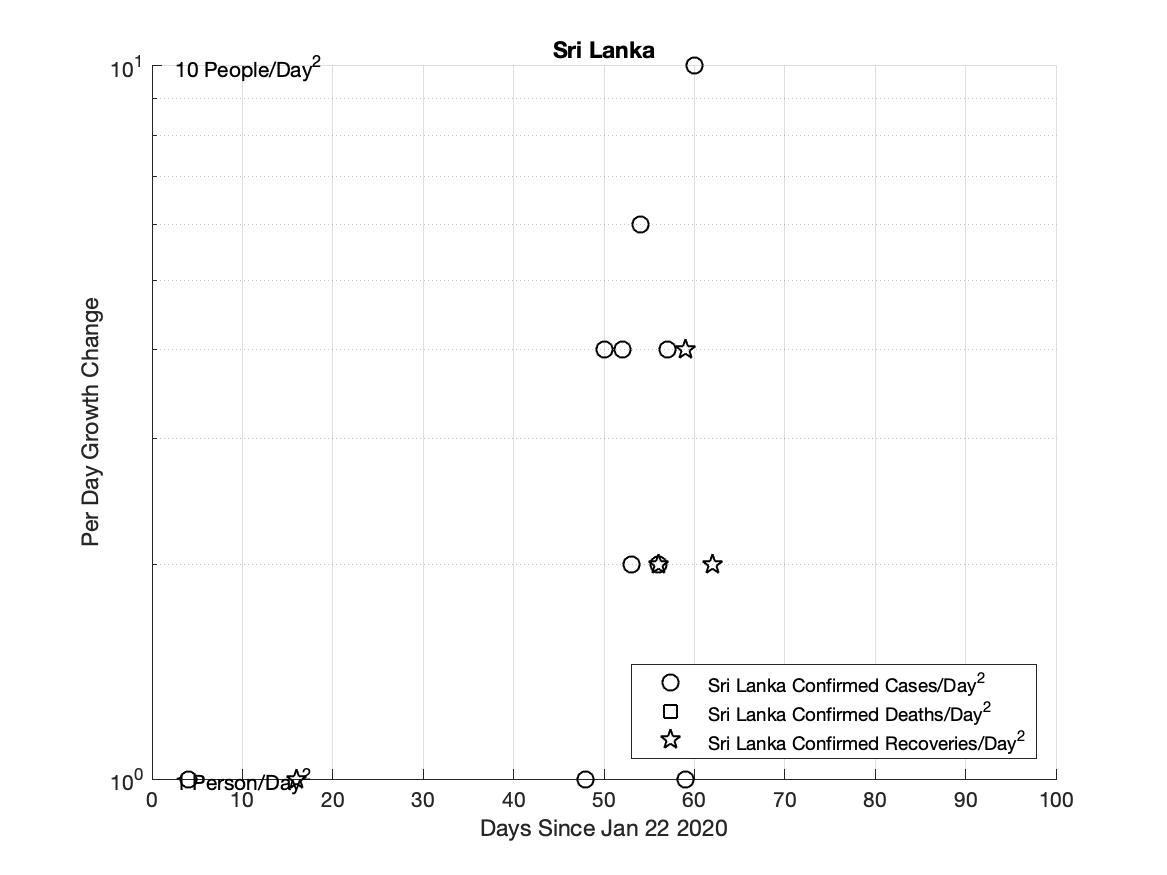 Sri Lanka
10¹
10 People/Day²
Per Day Growth Change
Sri Lanka Confirmed Cases/Day²
Sri Lanka Confirmed Deaths/Day²
Sri Lanka Confirmed Recoveries/Day²
10⁰
1 Person/Day²
0 10 20 30 40 50 60 70 80 90 100
Days Since Jan 22 2020